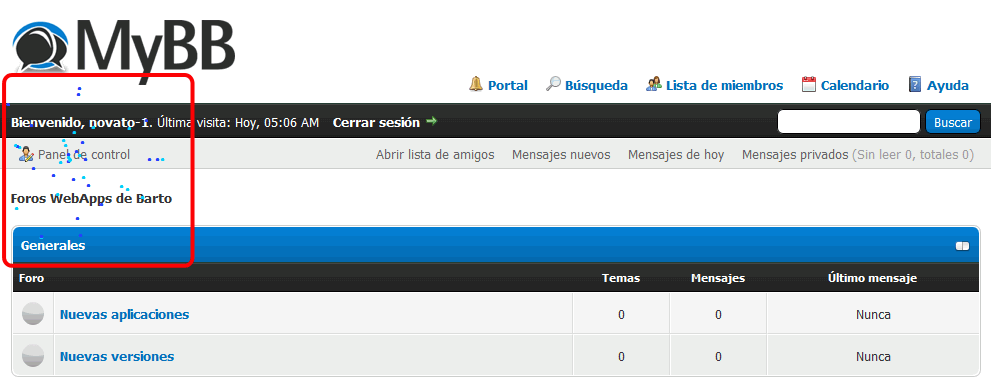 MyBB
Portal Búsqueda Lista de miembros Calendario Ayuda
Bienvenido, novato-1. Última visita: Hoy, 05:06 AM Cerrar sesión Buscar
Panel de control Abrir lista de amigos Mensajes nuevos Mensajes de hoy Mensajes privados (Sin leer 0, totales 0)
Foros WebApps de Barto
Generales
Foro Temas Mensajes Último mensaje
Nuevas aplicaciones 0 0 Nunca
Nuevas versiones 0 0 Nunca